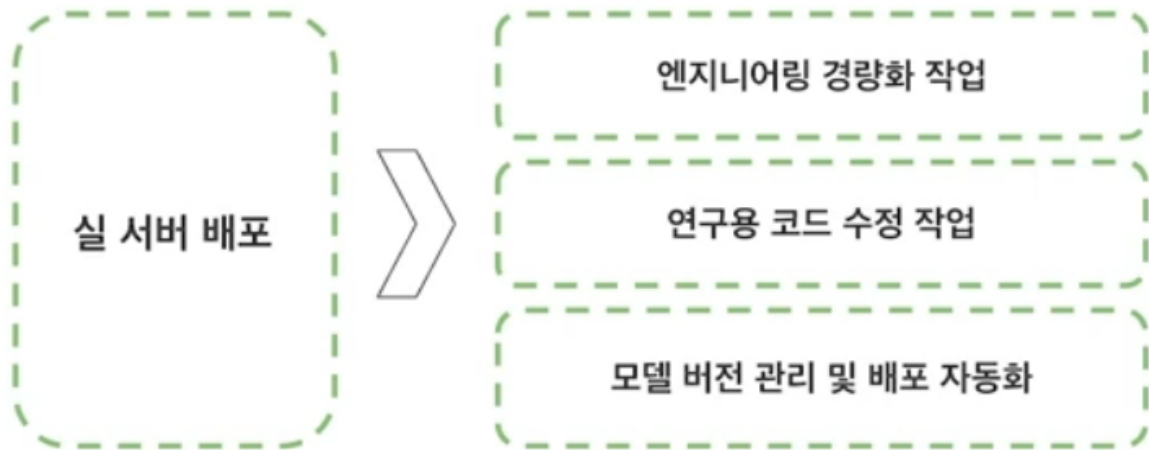 실 서버 배포
엔지니어링 경량화 작업
연구용 코드 수정 작업
모델 버전 관리 및 배포 자동화